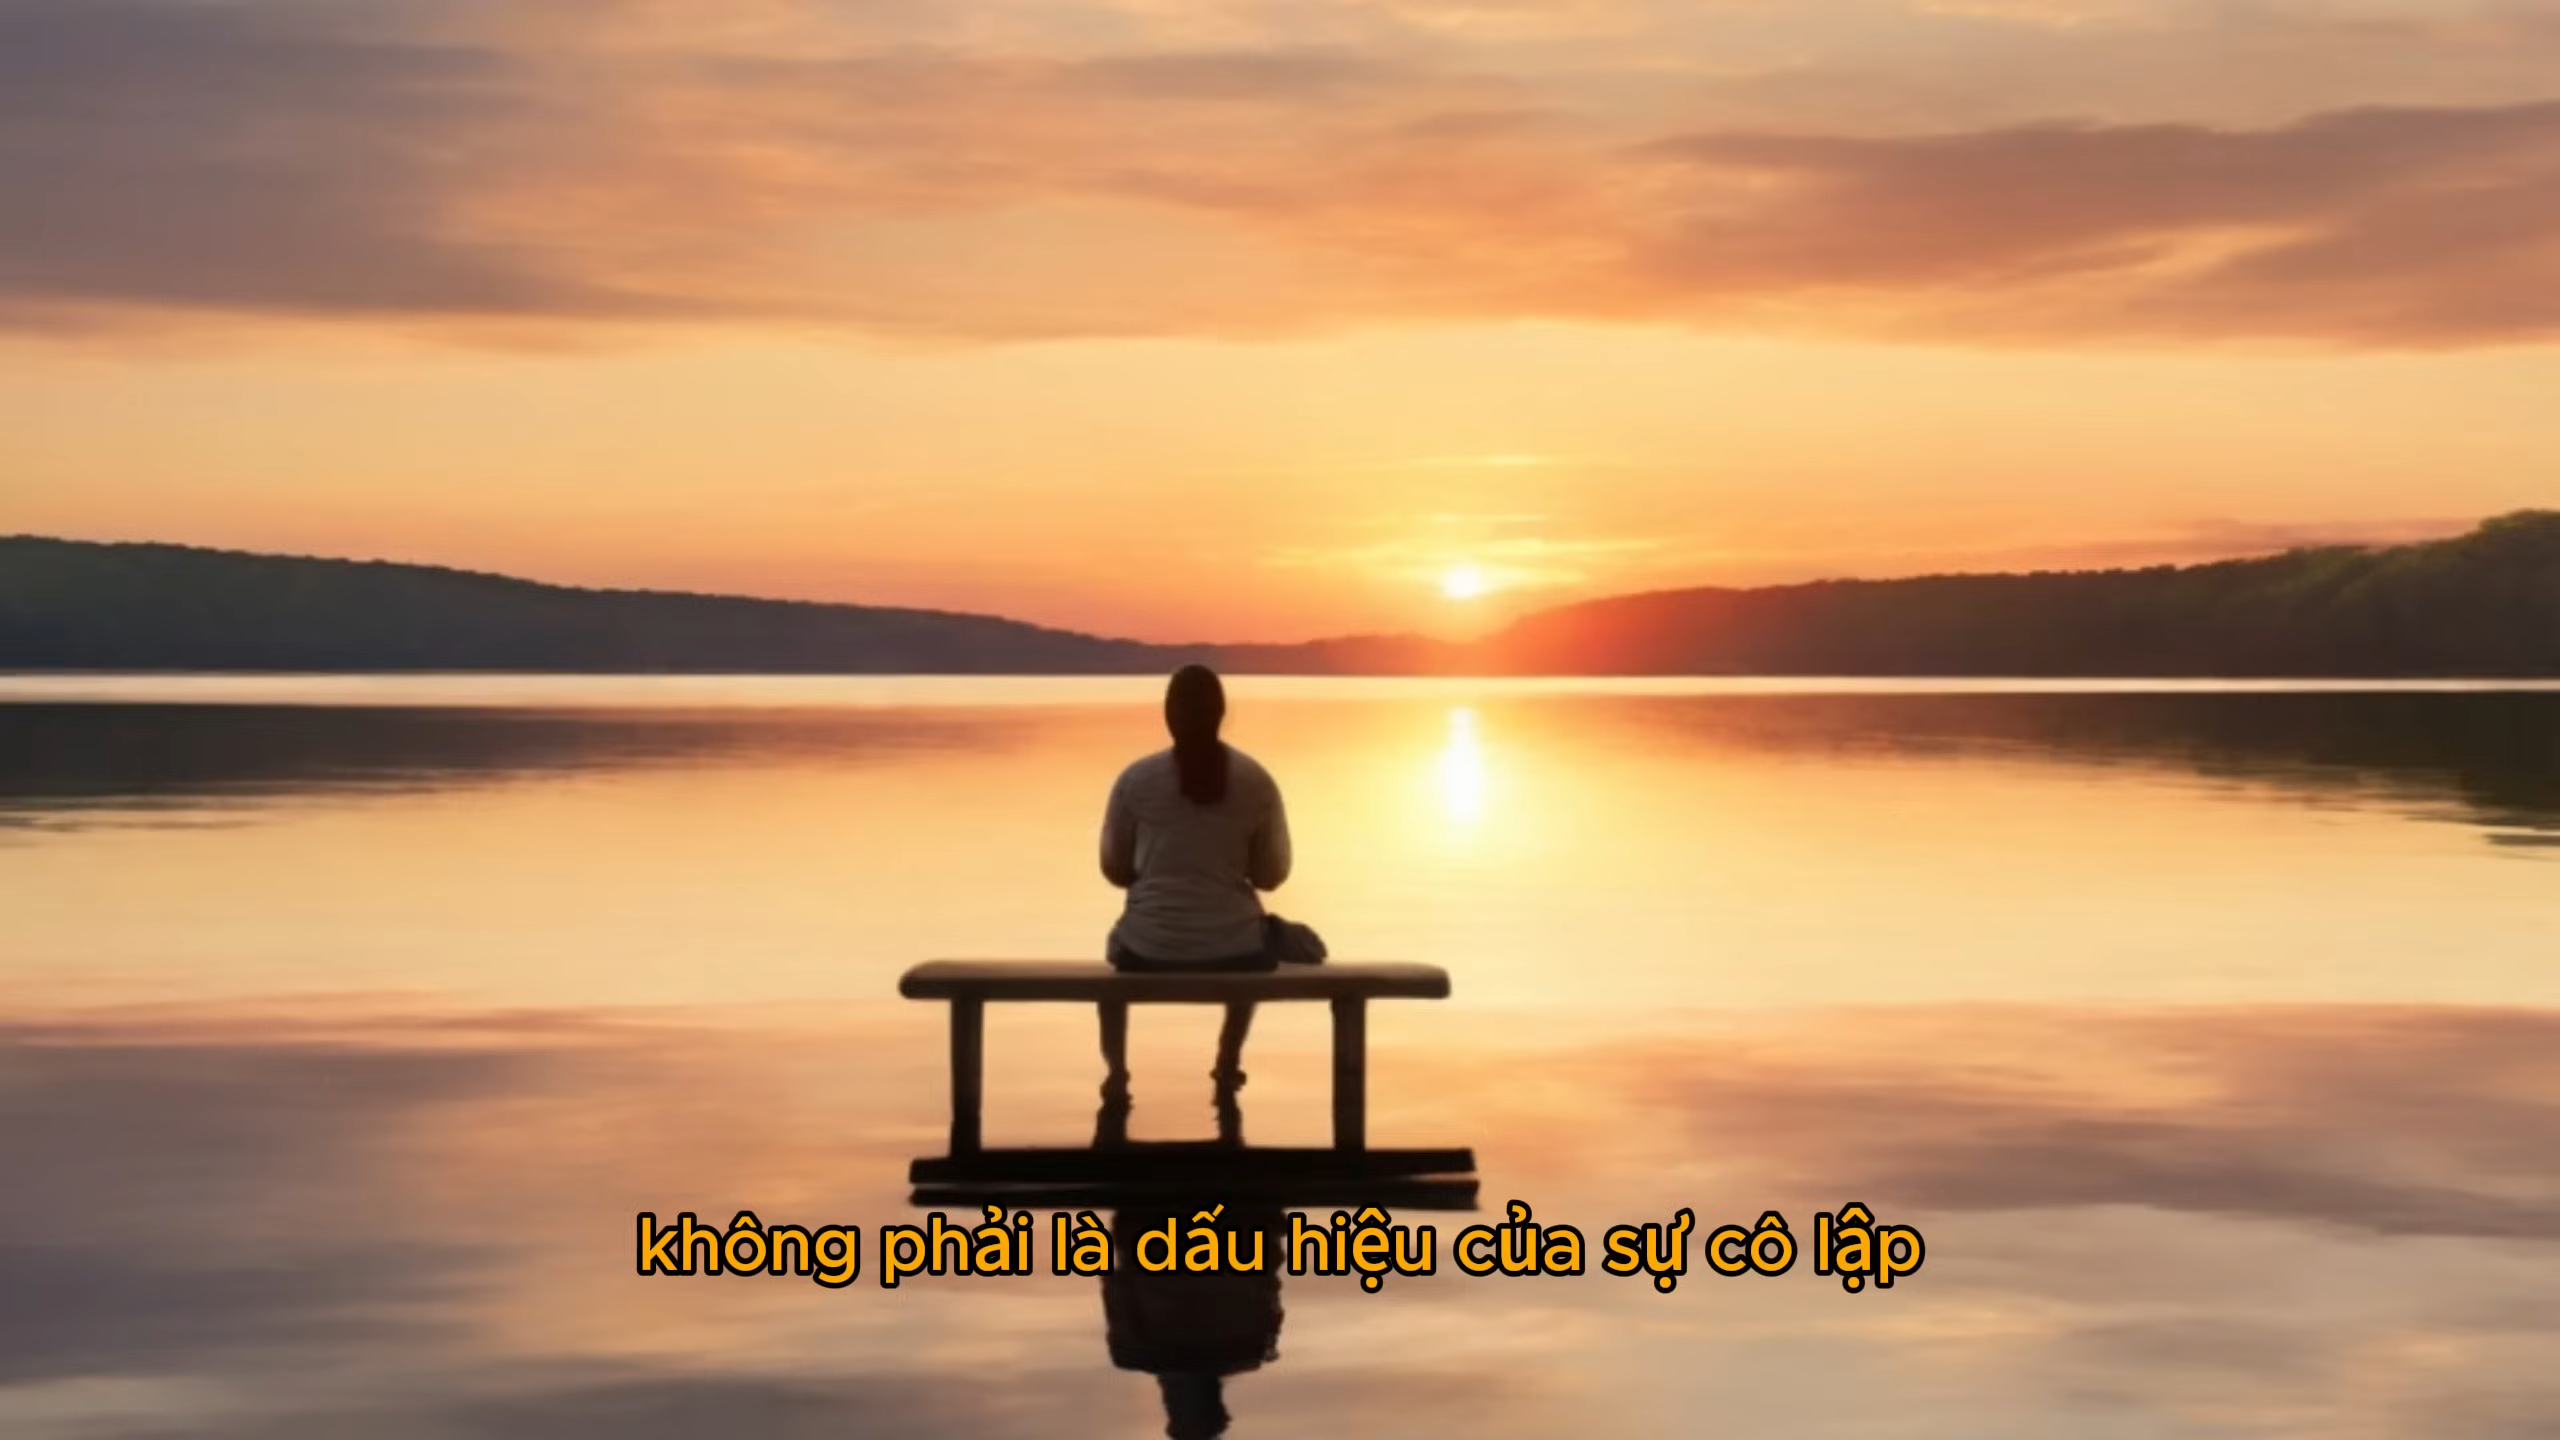 không phải là dấu hiệu của sự cô lập